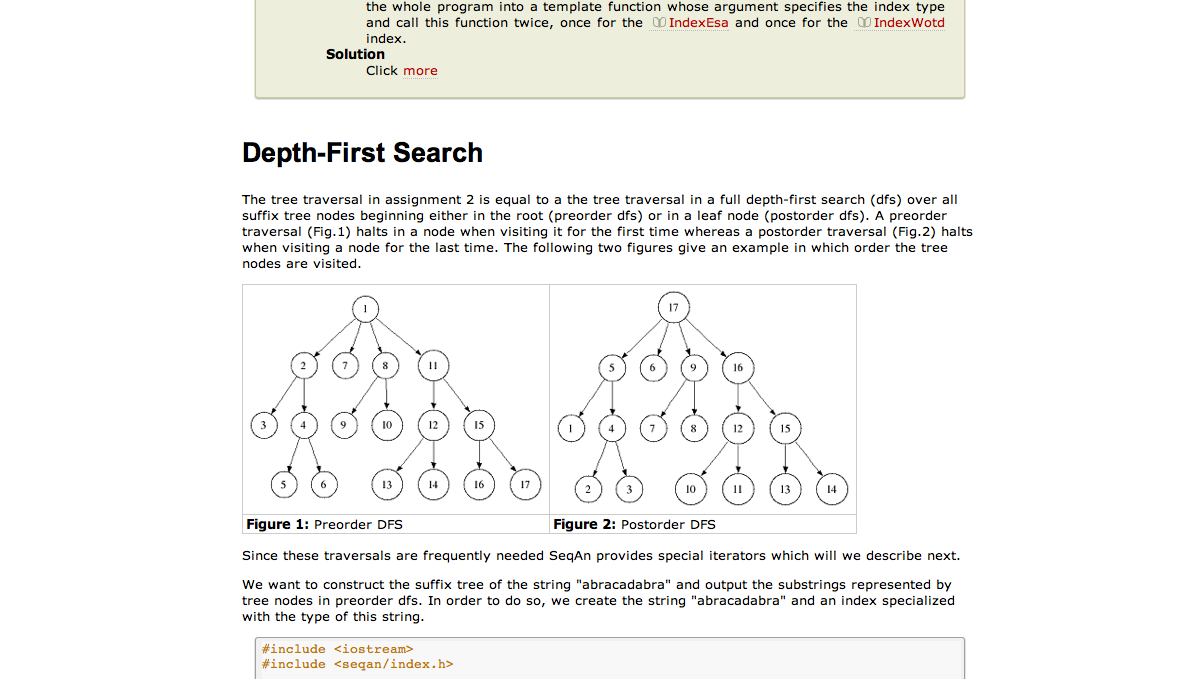 the whole program into a template function whose argument specifies the index type
and call this function twice, once for the IndexEsa and once for the IndexWotd
index.
Solution
Click more
Depth-First Search
The tree traversal in assignment 2 is equal to a the tree traversal in a full depth-first search (dfs) over all
suffix tree nodes beginning either in the root (preorder dfs) or in a leaf node (postorder dfs). A preorder
traversal (Fig.1) halts in a node when visiting it for the first time whereas a postorder traversal (Fig.2) halts
when visiting a node for the last time. The following two figures give an example in which order the tree
nodes are visited.
1
2 7 8 11
3 4 9 10 12 15
5 6 13 14 16 17
Figure 1: Preorder DFS
17
5 6 9 16
1 4 7 8 12 15
2 3 10 11 13 14
Figure 2: Postorder DFS
Since these traversals are frequently needed SeqAn provides special iterators which will we describe next.
We want to construct the suffix tree of the string "abracadabra" and output the substrings represented by
tree nodes in preorder dfs. In order to do so, we create the string "abracadabra" and an index specialized
with the type of this string.
#include <iostream>
#include <seqan/index.h>